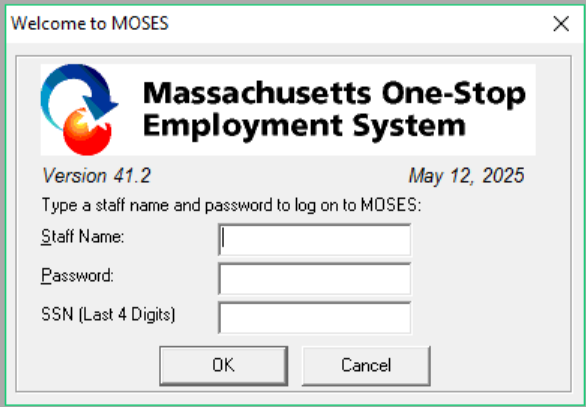 Welcome to MOSES
Massachusetts One-Stop
Employment System
Version 41.2 May 12, 2025
Type a staff name and password to log on to MOSES:
Staff Name:
Password:
SSN (Last 4 Digits)
OK Cancel